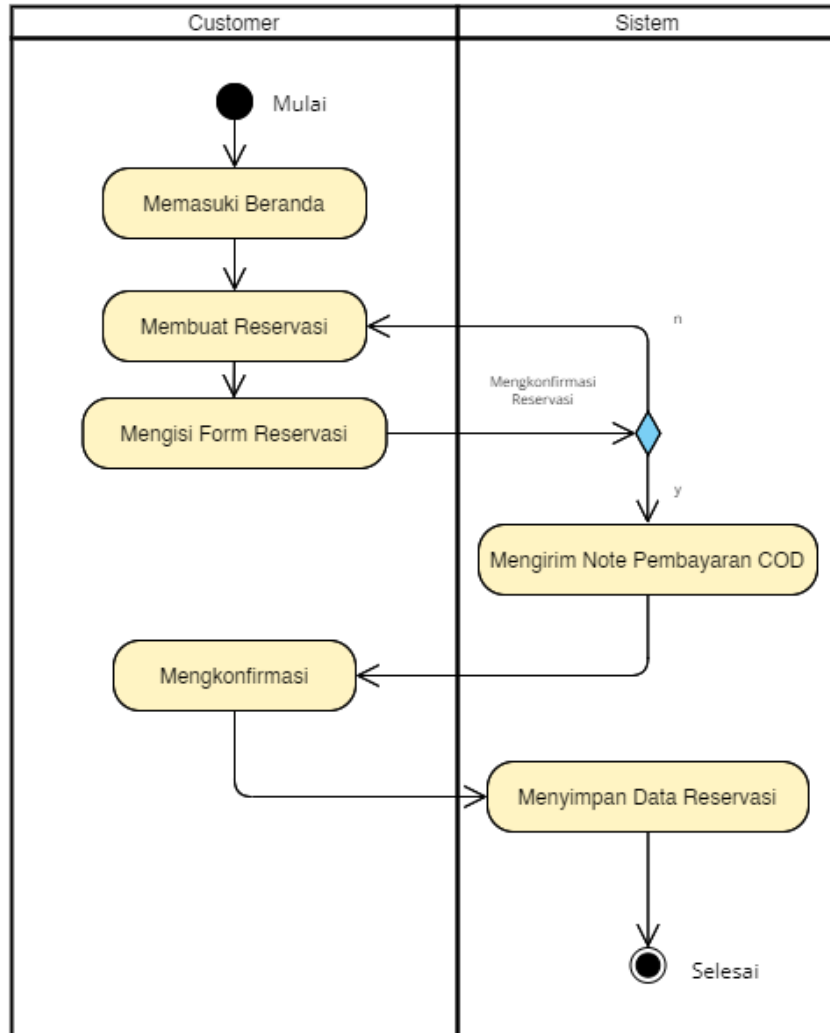 Customer
Sistem
Mulai
Memasuki Beranda
Membuat Reservasi
n
Mengkonfirmasi
Reservasi
Mengisi Form Reservasi
y
Mengirim Note Pembayaran COD
Mengkonfirmasi
Menyimpan Data Reservasi
Selesai